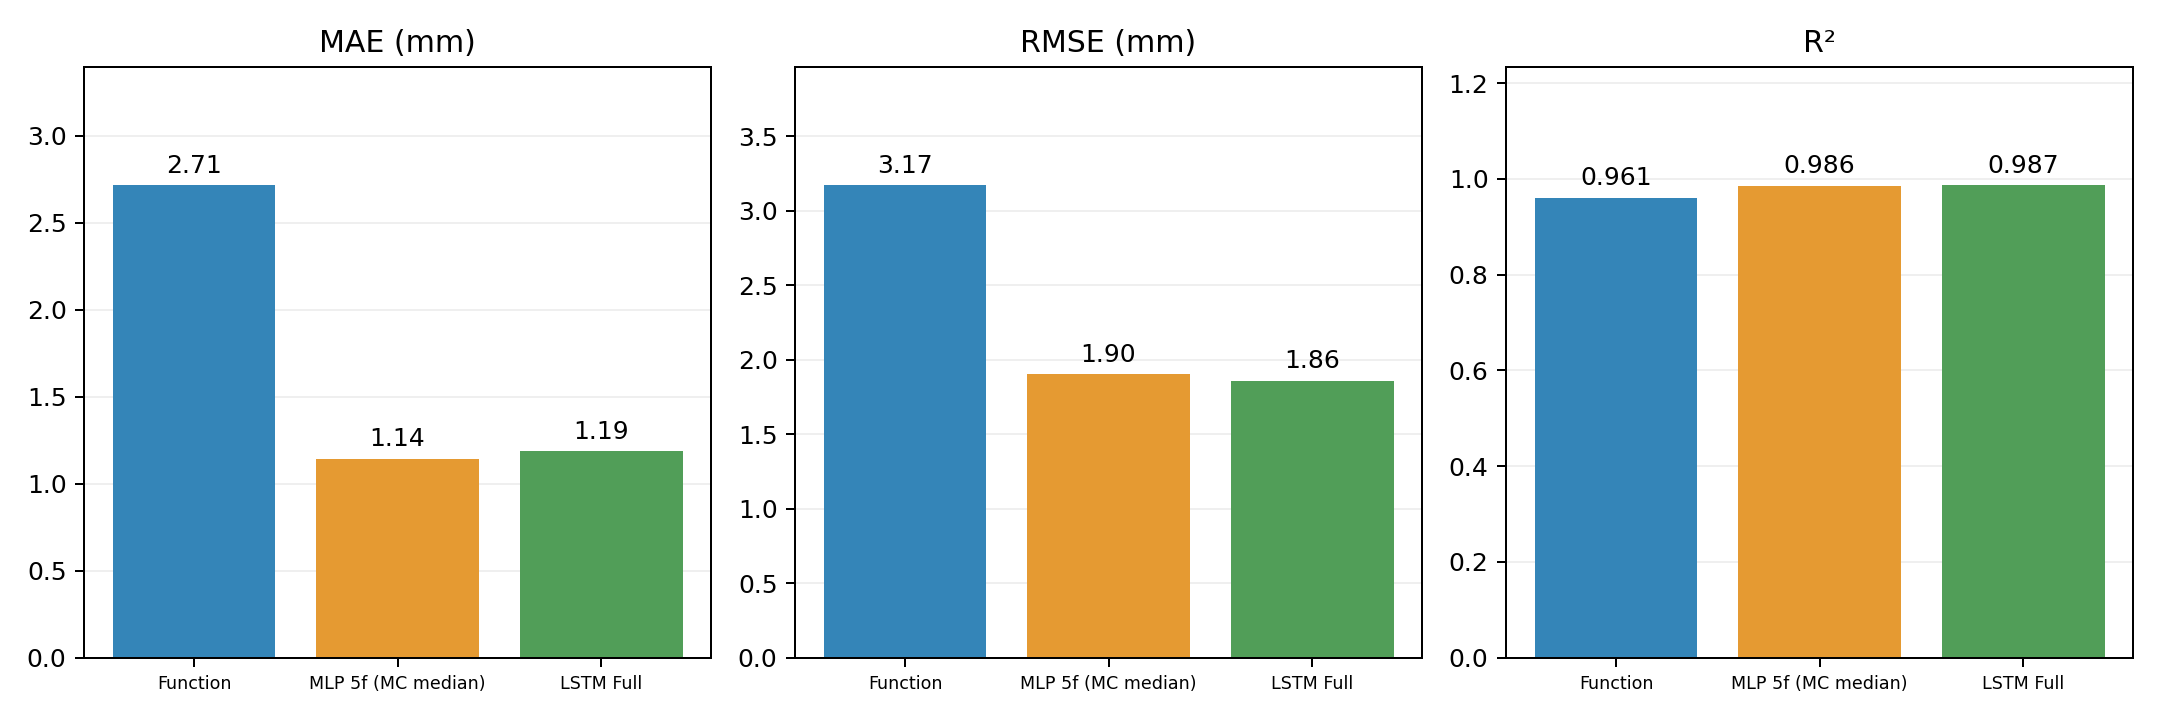 MAE (mm)
3.0
2.5
2.0
1.5
1.0
0.5
0.0
2.71
1.14
1.19
Function
MLP 5f (MC median)
LSTM Full
RMSE (mm)
3.5
3.0
2.5
2.0
1.5
1.0
0.5
0.0
3.17
1.90
1.86
Function
MLP 5f (MC median)
LSTM Full
R²
1.2
1.0
0.8
0.6
0.4
0.2
0.0
0.961
0.986
0.987
Function
MLP 5f (MC median)
LSTM Full